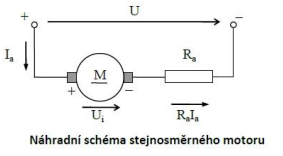 U
+ −
Iₐ
M
Rₐ
+ −
Uᵢ
RₐIₐ
Náhradní schéma stejnosměrného motoru